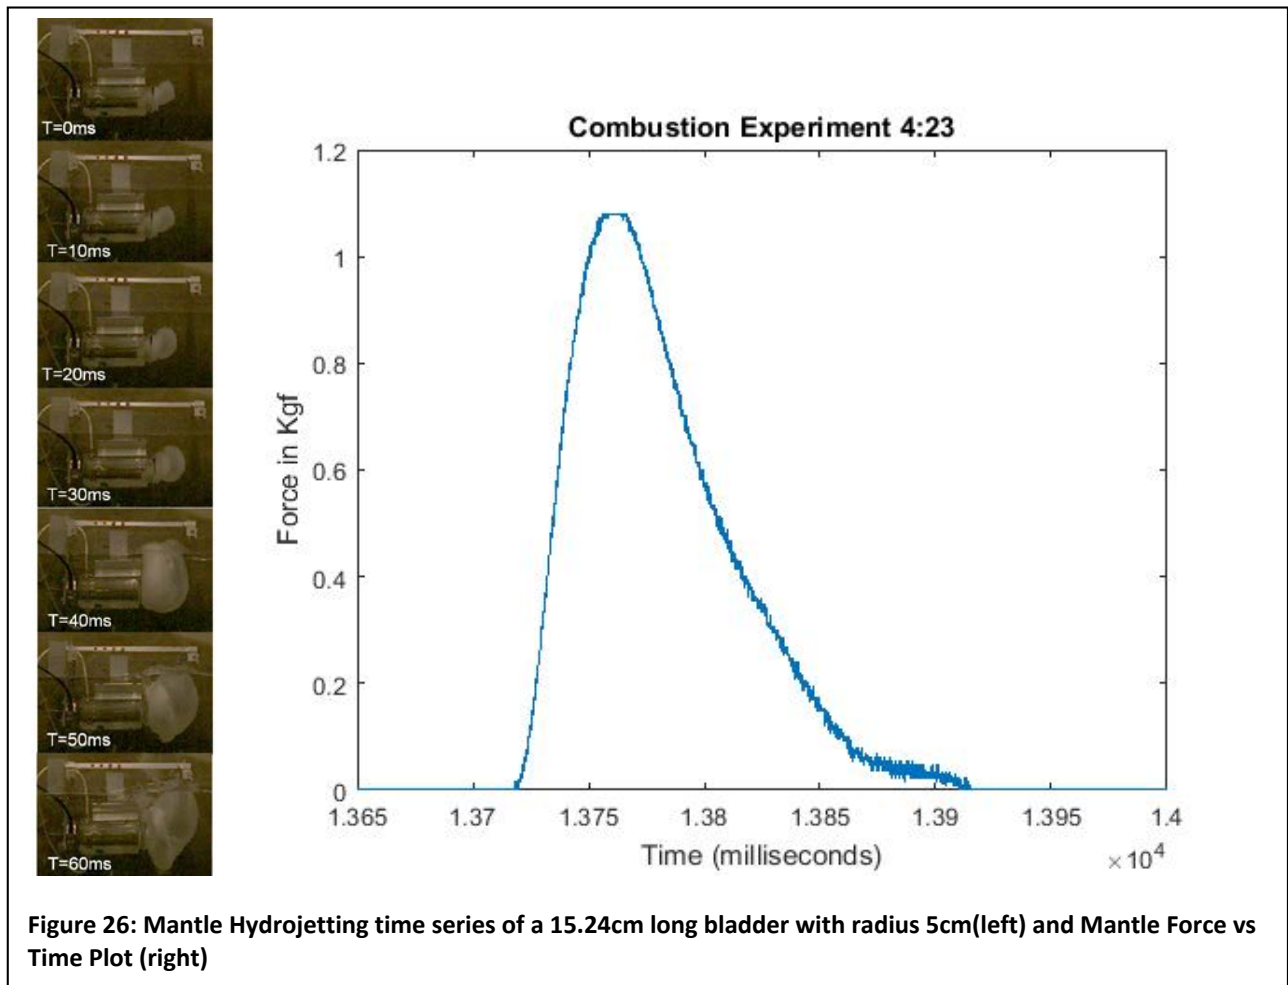 T=0ms
T=10ms
T=20ms
T=30ms
T=40ms
T=50ms
T=60ms
Combustion Experiment 4:23
Force in Kgf
1.2
1
0.8
0.6
0.4
0.2
0
1.365 1.37 1.375 1.38 1.385 1.39 1.395 1.4
Time (milliseconds)
×10⁴
Figure 26: Mantle Hydrojetting time series of a 15.24cm long bladder with radius 5cm(left) and Mantle Force vs
Time Plot (right)